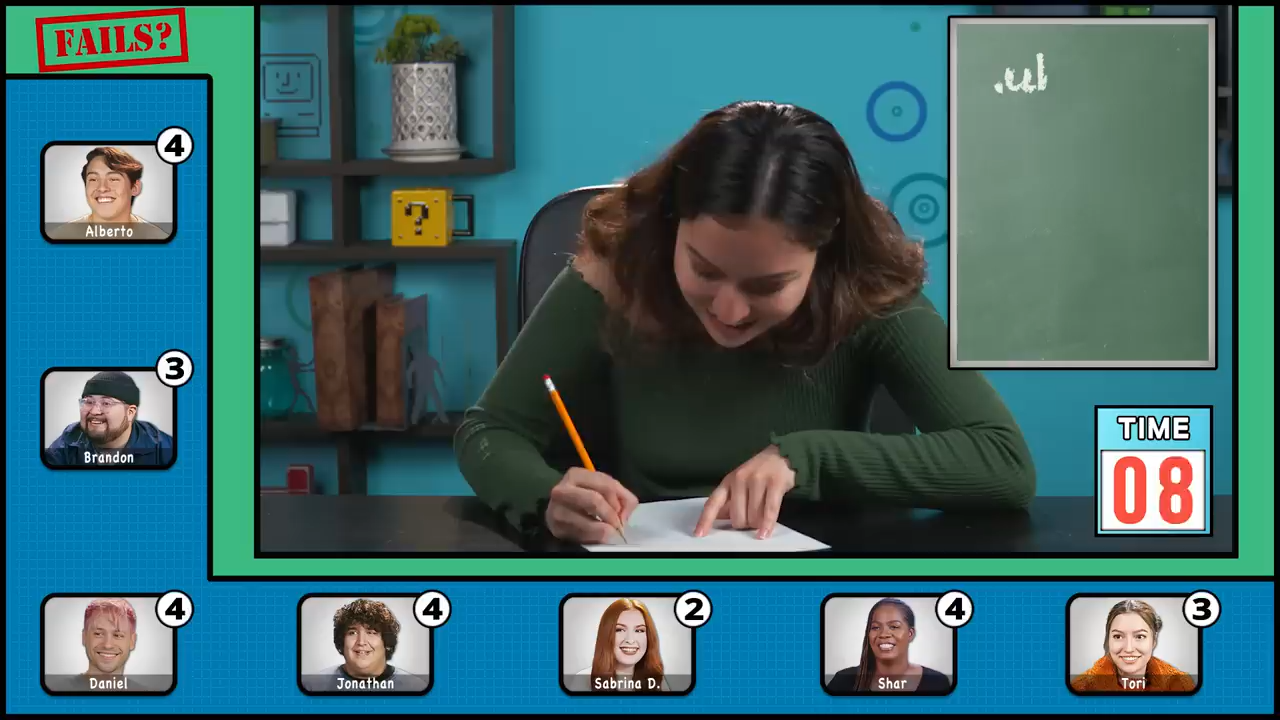 FAILS?
.ul
4
Alberto
?
TIME
08
3
Brandon
4
Daniel
4
Jonathan
2
Sabrina D.
4
Shar
3
Tori